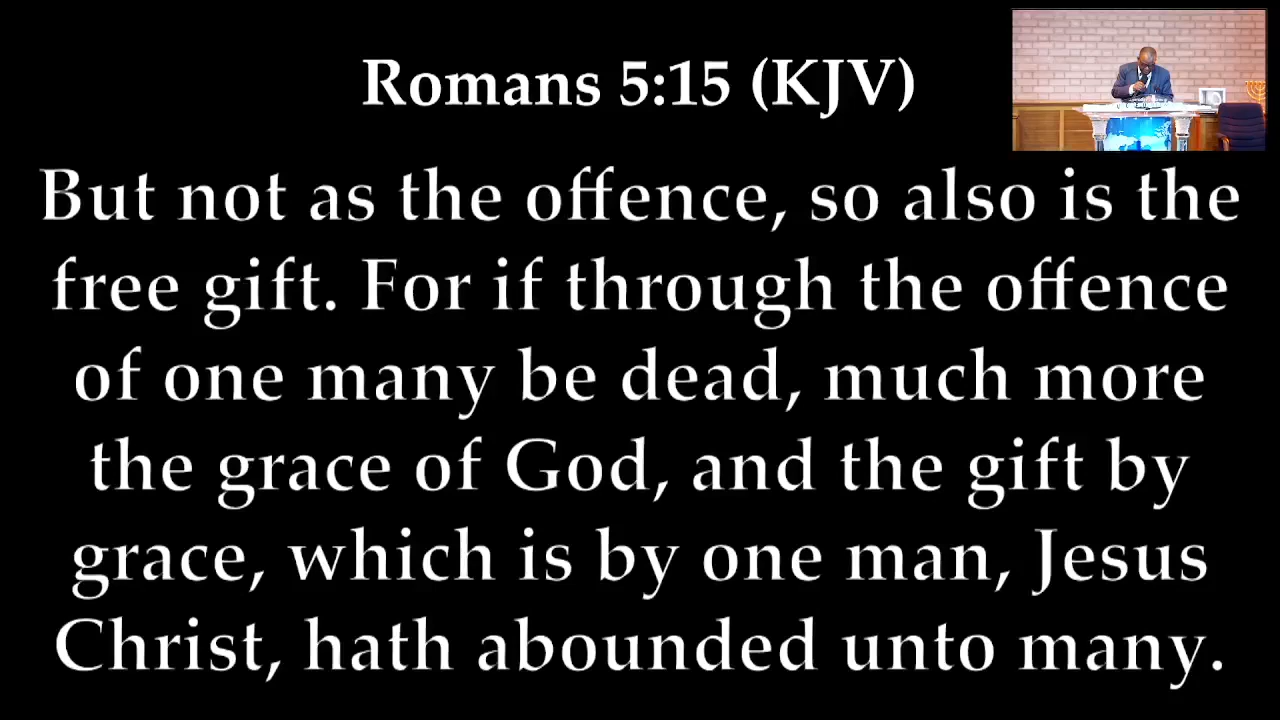 Romans 5:15 (KJV)
But not as the offence, so also is the
free gift. For if through the offence
of one many be dead, much more
the grace of God, and the gift by
grace, which is by one man, Jesus
Christ, hath abounded unto many.